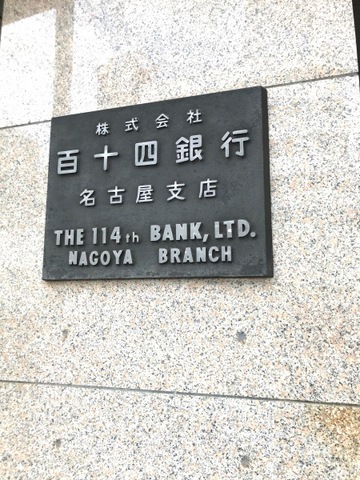 株式会社
百十四銀行
名古屋支店
THE 114th BANK, LTD.
NAGOYA BRANCH